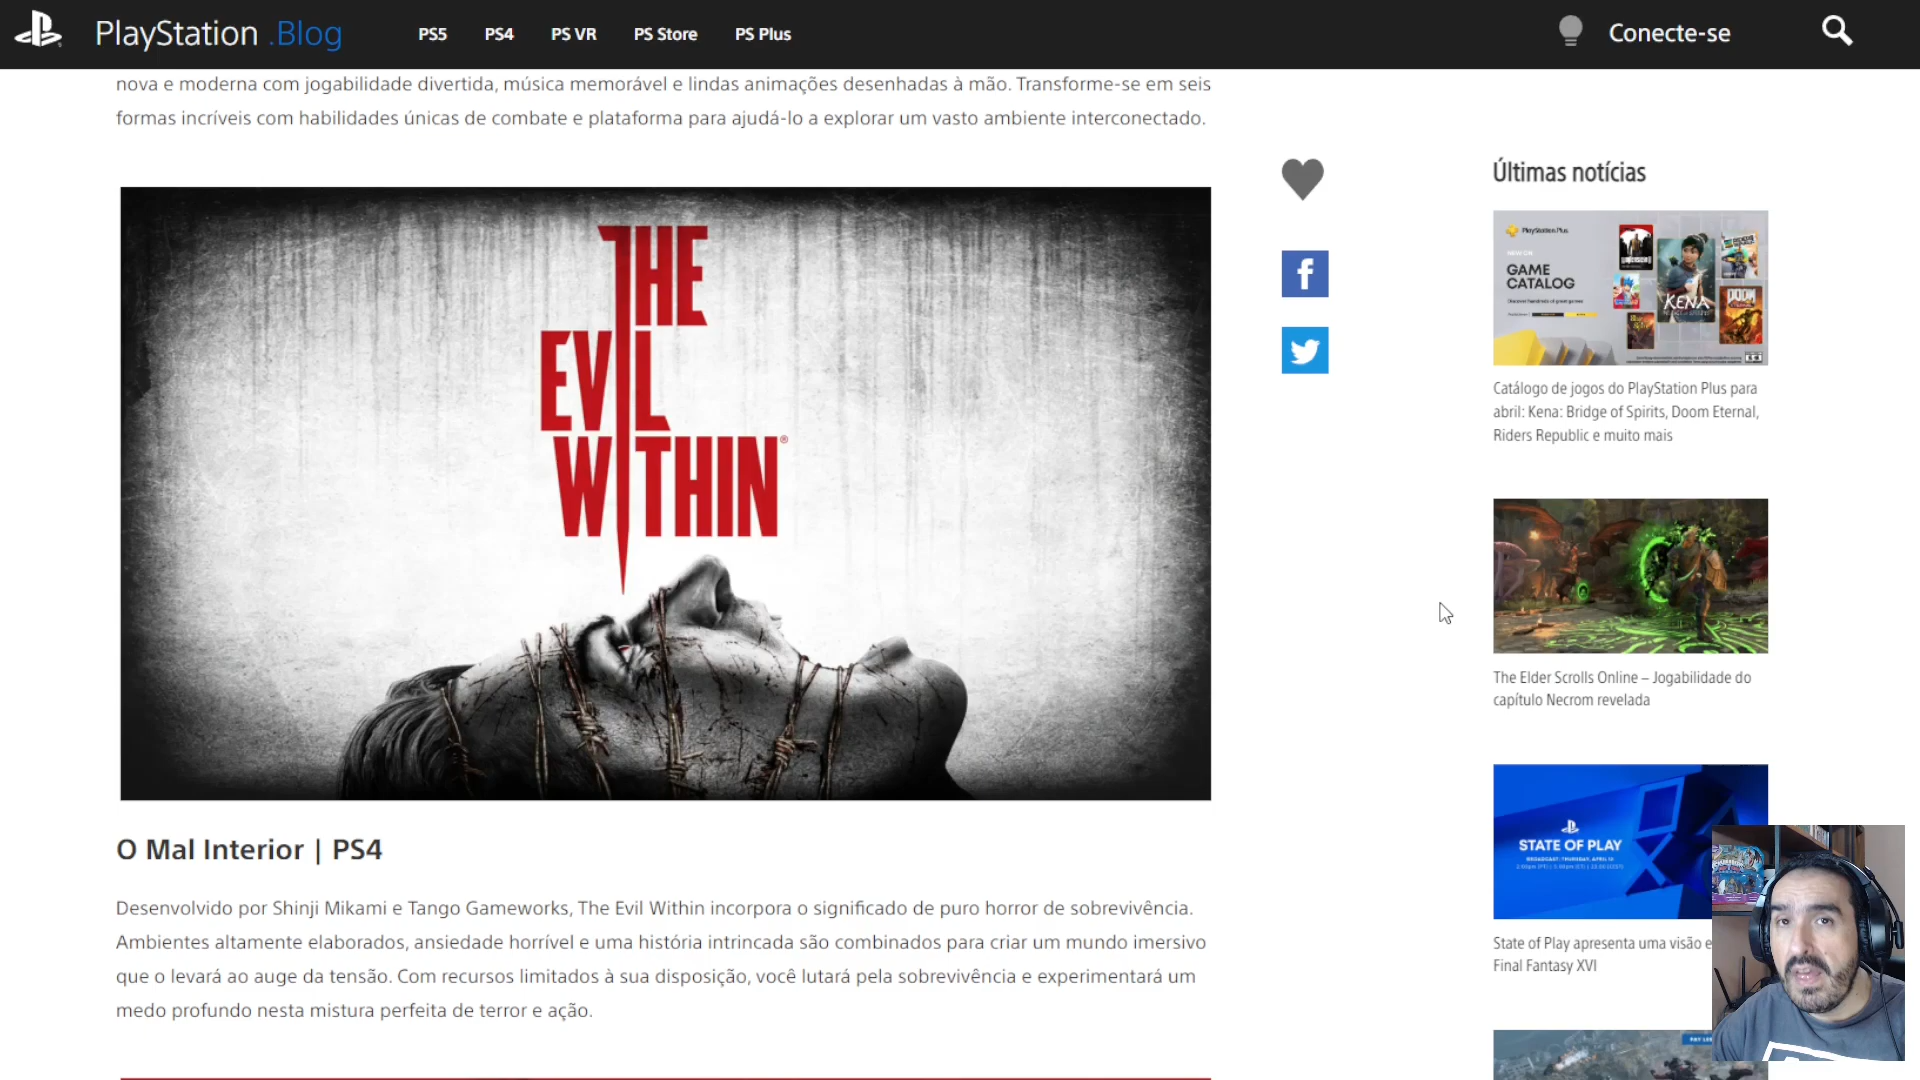 PlayStation .Blog
PS5
PS4
PS VR
PS Store
PS Plus
Conecte-se
nova e moderna com jogabilidade divertida, música memorável e lindas animações desenhadas à mão. Transforme-se em seis
formas incríveis com habilidades únicas de combate e plataforma para ajudá-lo a explorar um vasto ambiente interconectado.
THE
EVIL
WITHIN®
O Mal Interior | PS4
Desenvolvido por Shinji Mikami e Tango Gameworks, The Evil Within incorpora o significado de puro horror de sobrevivência.
Ambientes altamente elaborados, ansiedade horrível e uma história intrincada são combinados para criar um mundo imersivo
que o levará ao auge da tensão. Com recursos limitados à sua disposição, você lutará pela sobrevivência e experimentará um
medo profundo nesta mistura perfeita de terror e ação.
f
Últimas notícias
PlayStation Plus
GAME
CATALOG
KENA
DOOM
Catálogo de jogos do PlayStation Plus para
abril: Kena: Bridge of Spirits, Doom Eternal,
Riders Republic e muito mais
The Elder Scrolls Online – Jogabilidade do
capítulo Necrom revelada
STATE OF PLAY
State of Play apresenta uma visão e
Final Fantasy XVI